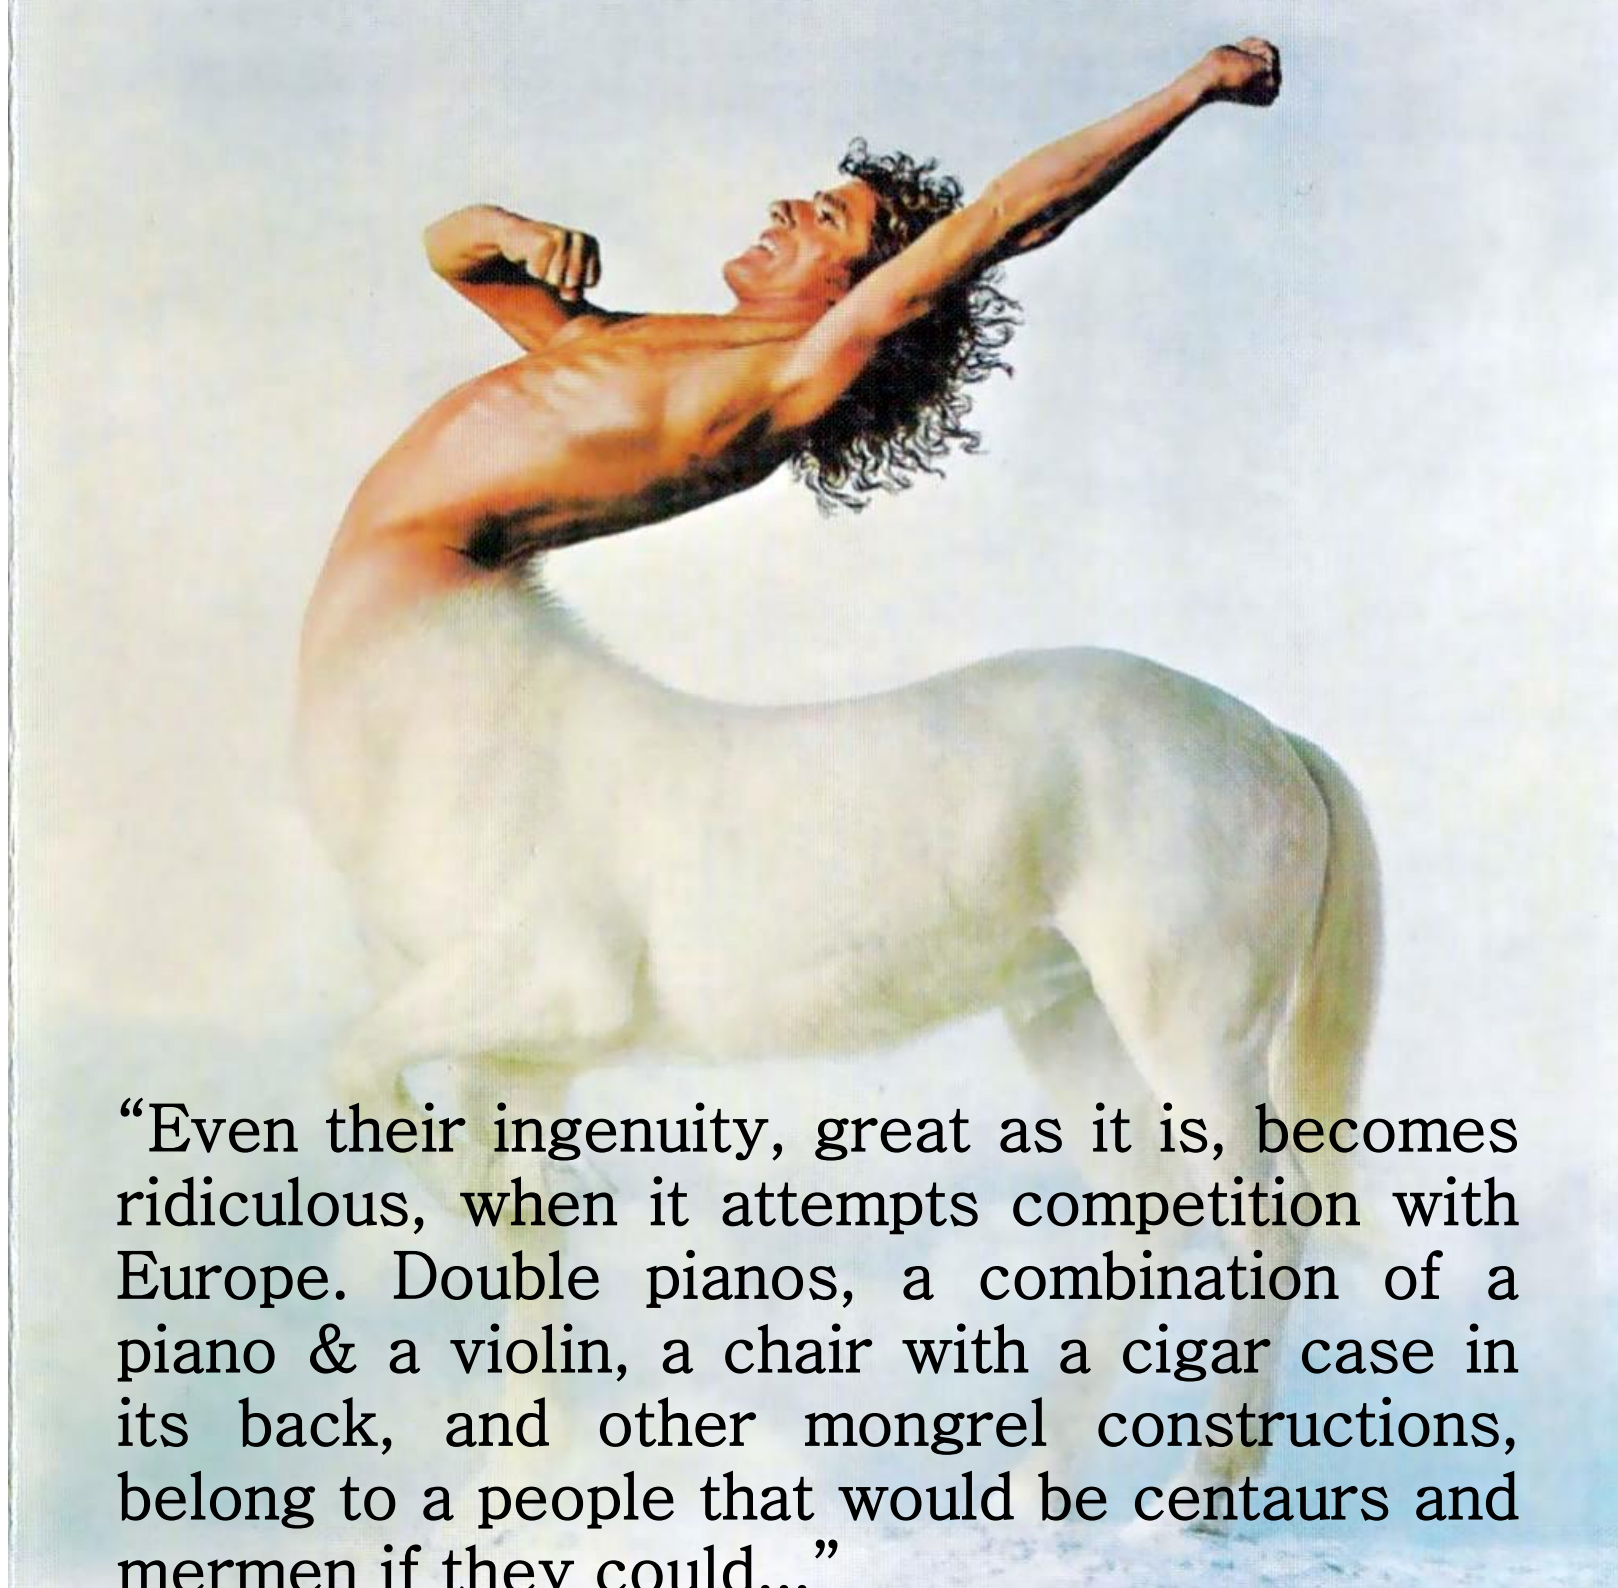 “Even their ingenuity, great as it is, becomes
ridiculous, when it attempts competition with
Europe. Double pianos, a combination of a
piano & a violin, a chair with a cigar case in
its back, and other mongrel constructions,
belong to a people that would be centaurs and
mermen if they could...”